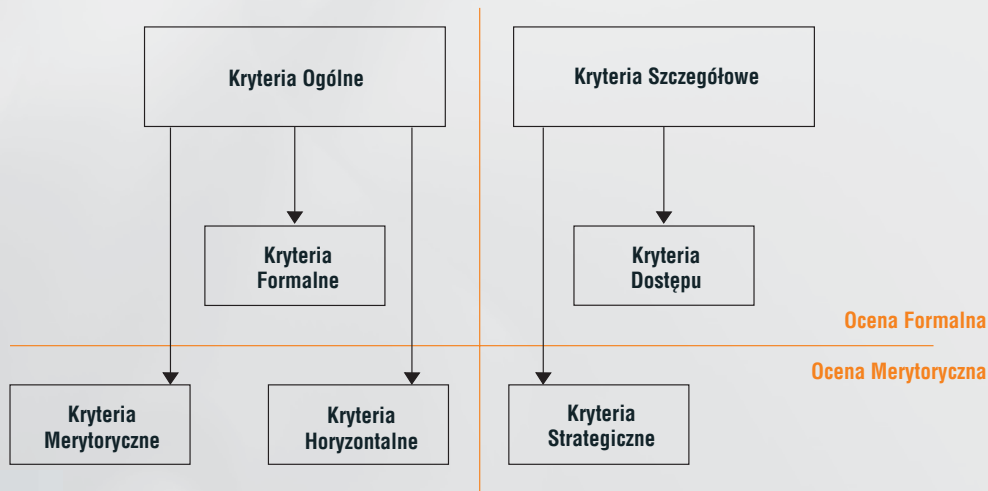 Kryteria Ogólne
Kryteria Szczegółowe
Kryteria
Formalne
Kryteria
Dostępu
Ocena Formalna
Ocena Merytoryczna
Kryteria
Merytoryczne
Kryteria
Horyzontalne
Kryteria
Strategiczne